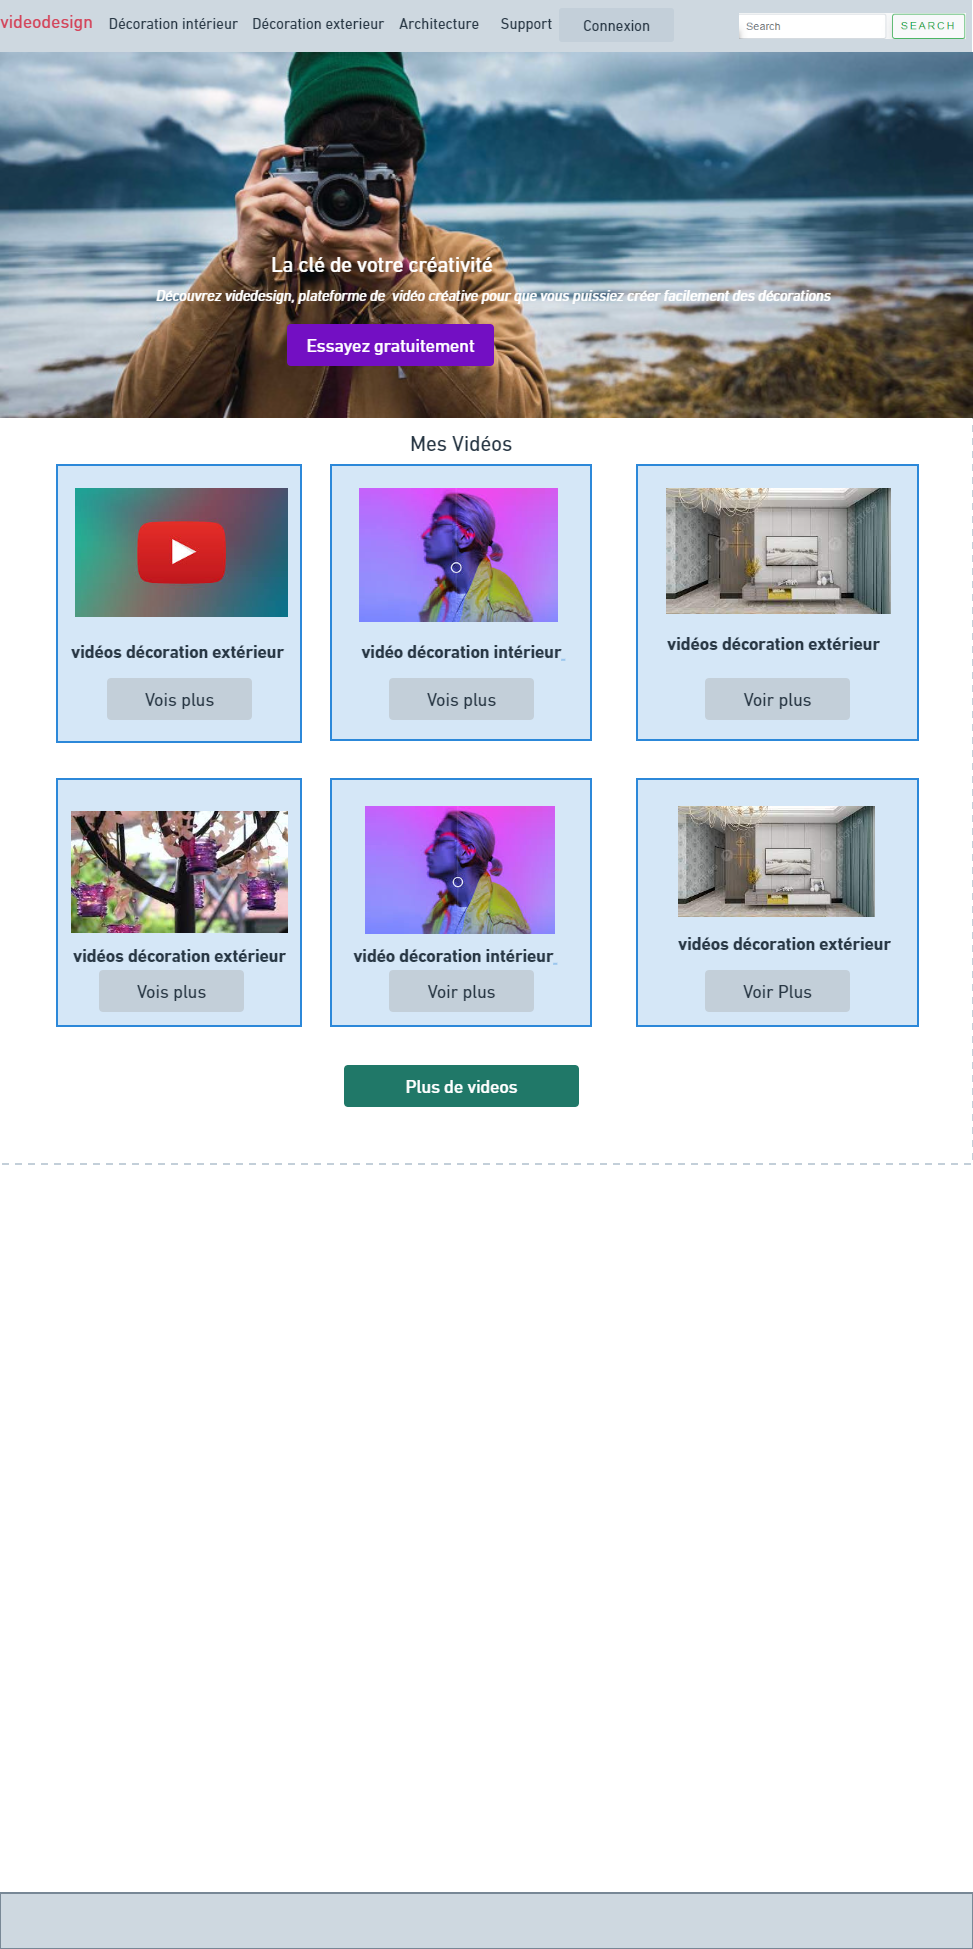 videodesign Décoration intérieur Décoration exterieur Architecture Support Connexion Search SEARCH
La clé de votre créativité
Découvrez videdesign, plateforme de vidéo créative pour que vous puissiez créer facilement des décorations
Essayez gratuitement
Mes Vidéos
vidéos décoration extérieur
vidéo décoration intérieur_
vidéos décoration extérieur
Vois plus
Vois plus
Voir plus
vidéos décoration extérieur
vidéo décoration intérieur_
vidéos décoration extérieur
Vois plus
Voir plus
Voir Plus
Plus de videos